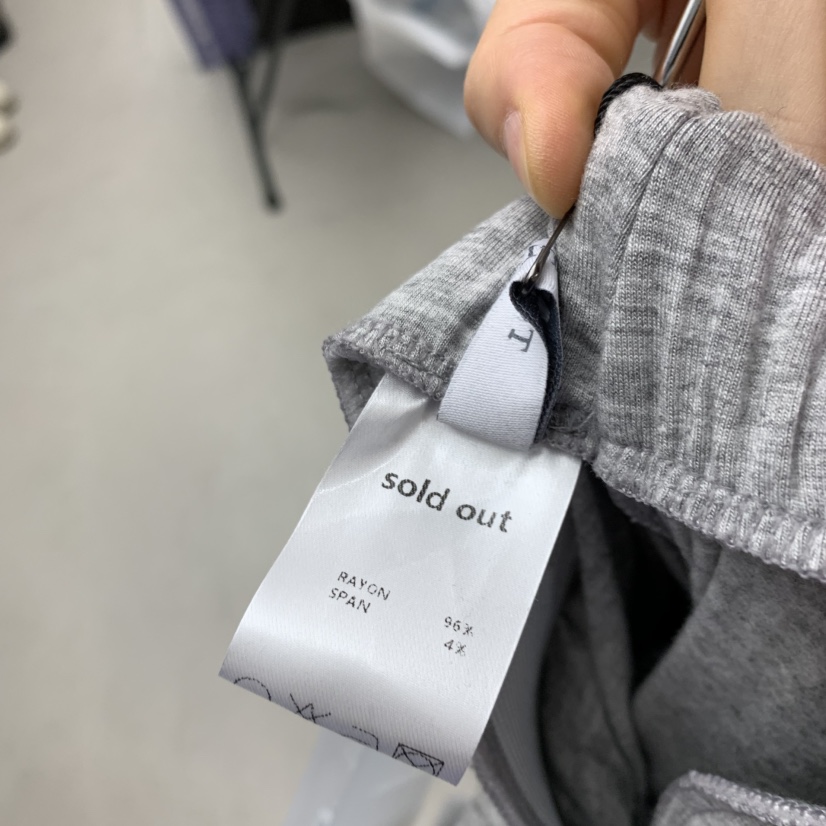 T
sold out
RAYON 96%
SPAN 4%